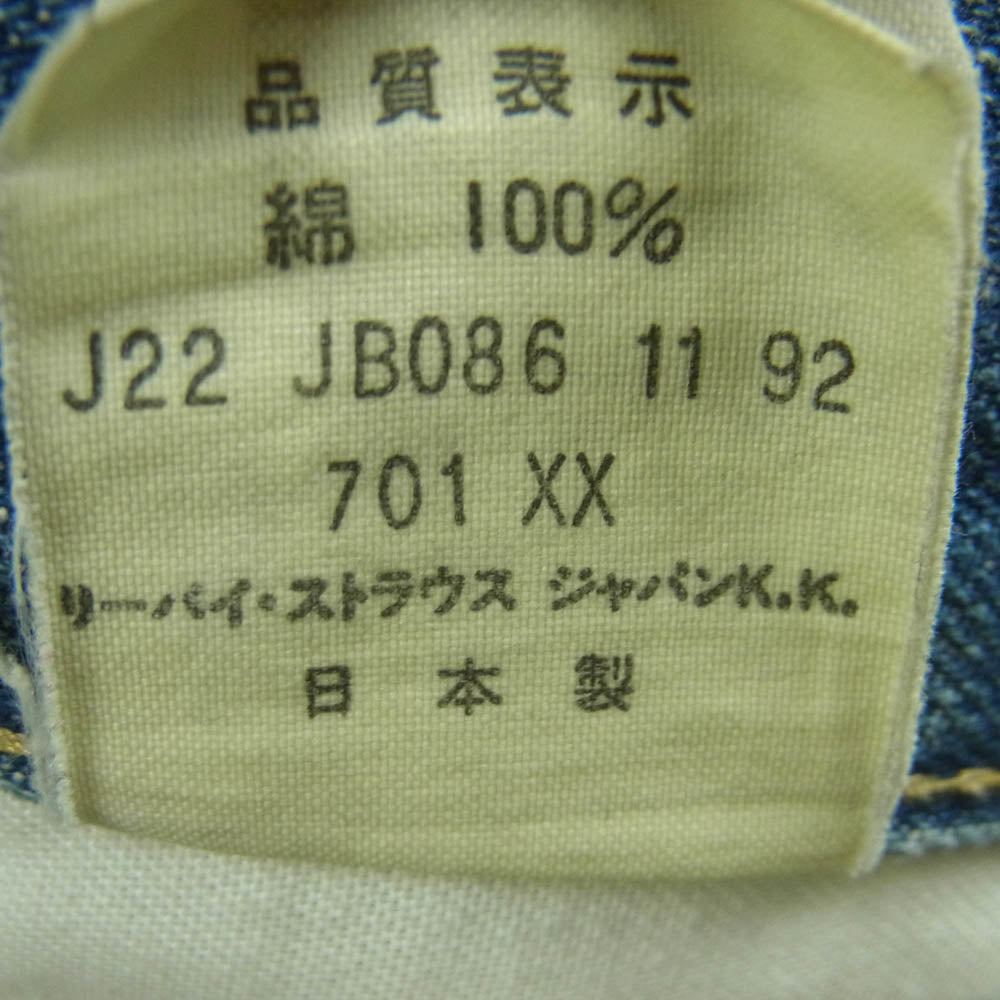 品質表示
綿 100%
J22 JB086 11 92
701 XX
リーバイ・ストラウス ジャパンK.K.
日本製